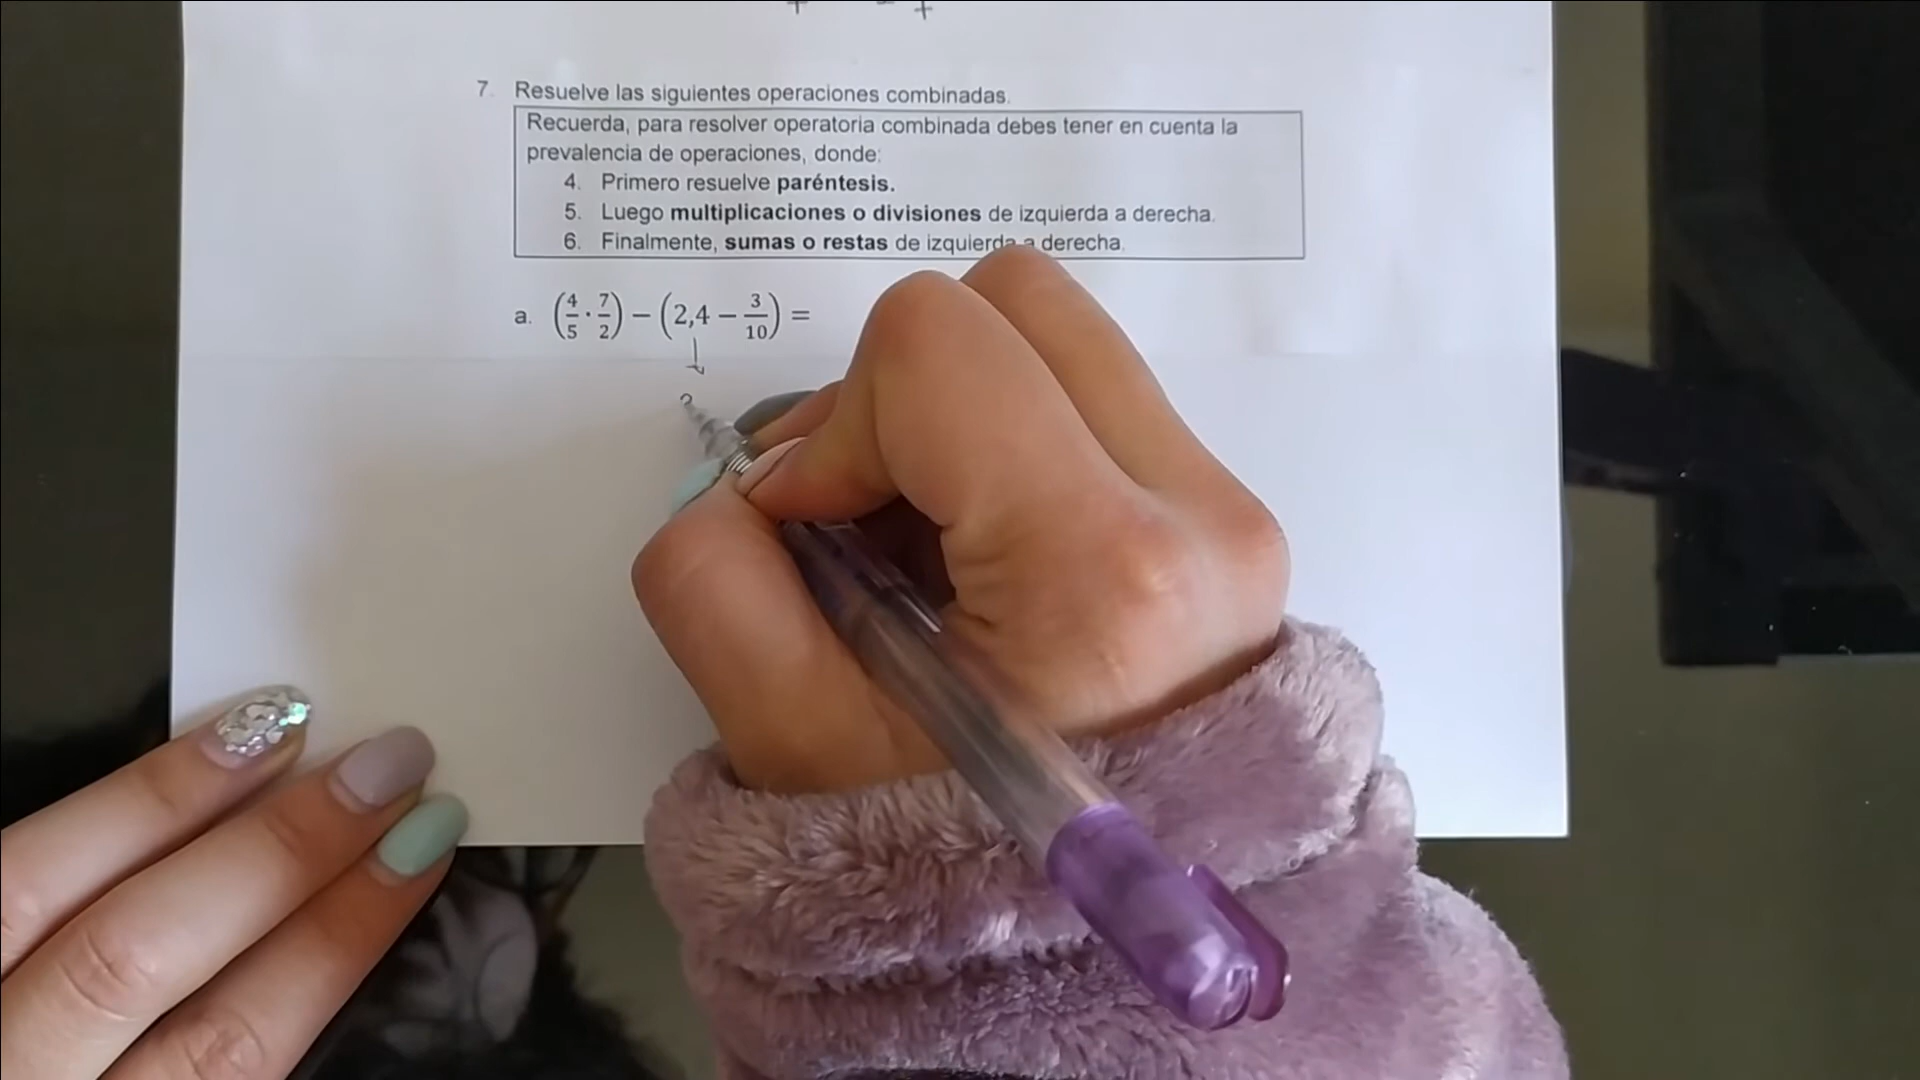 + - +
7. Resuelve las siguientes operaciones combinadas.
Recuerda, para resolver operatoria combinada debes tener en cuenta la
prevalencia de operaciones, donde:
4. Primero resuelve paréntesis.
5. Luego multiplicaciones o divisiones de izquierda a derecha.
6. Finalmente, sumas o restas de izquierda a derecha.
a. (4/5 · 7/2) − (2,4 − 3/10) =